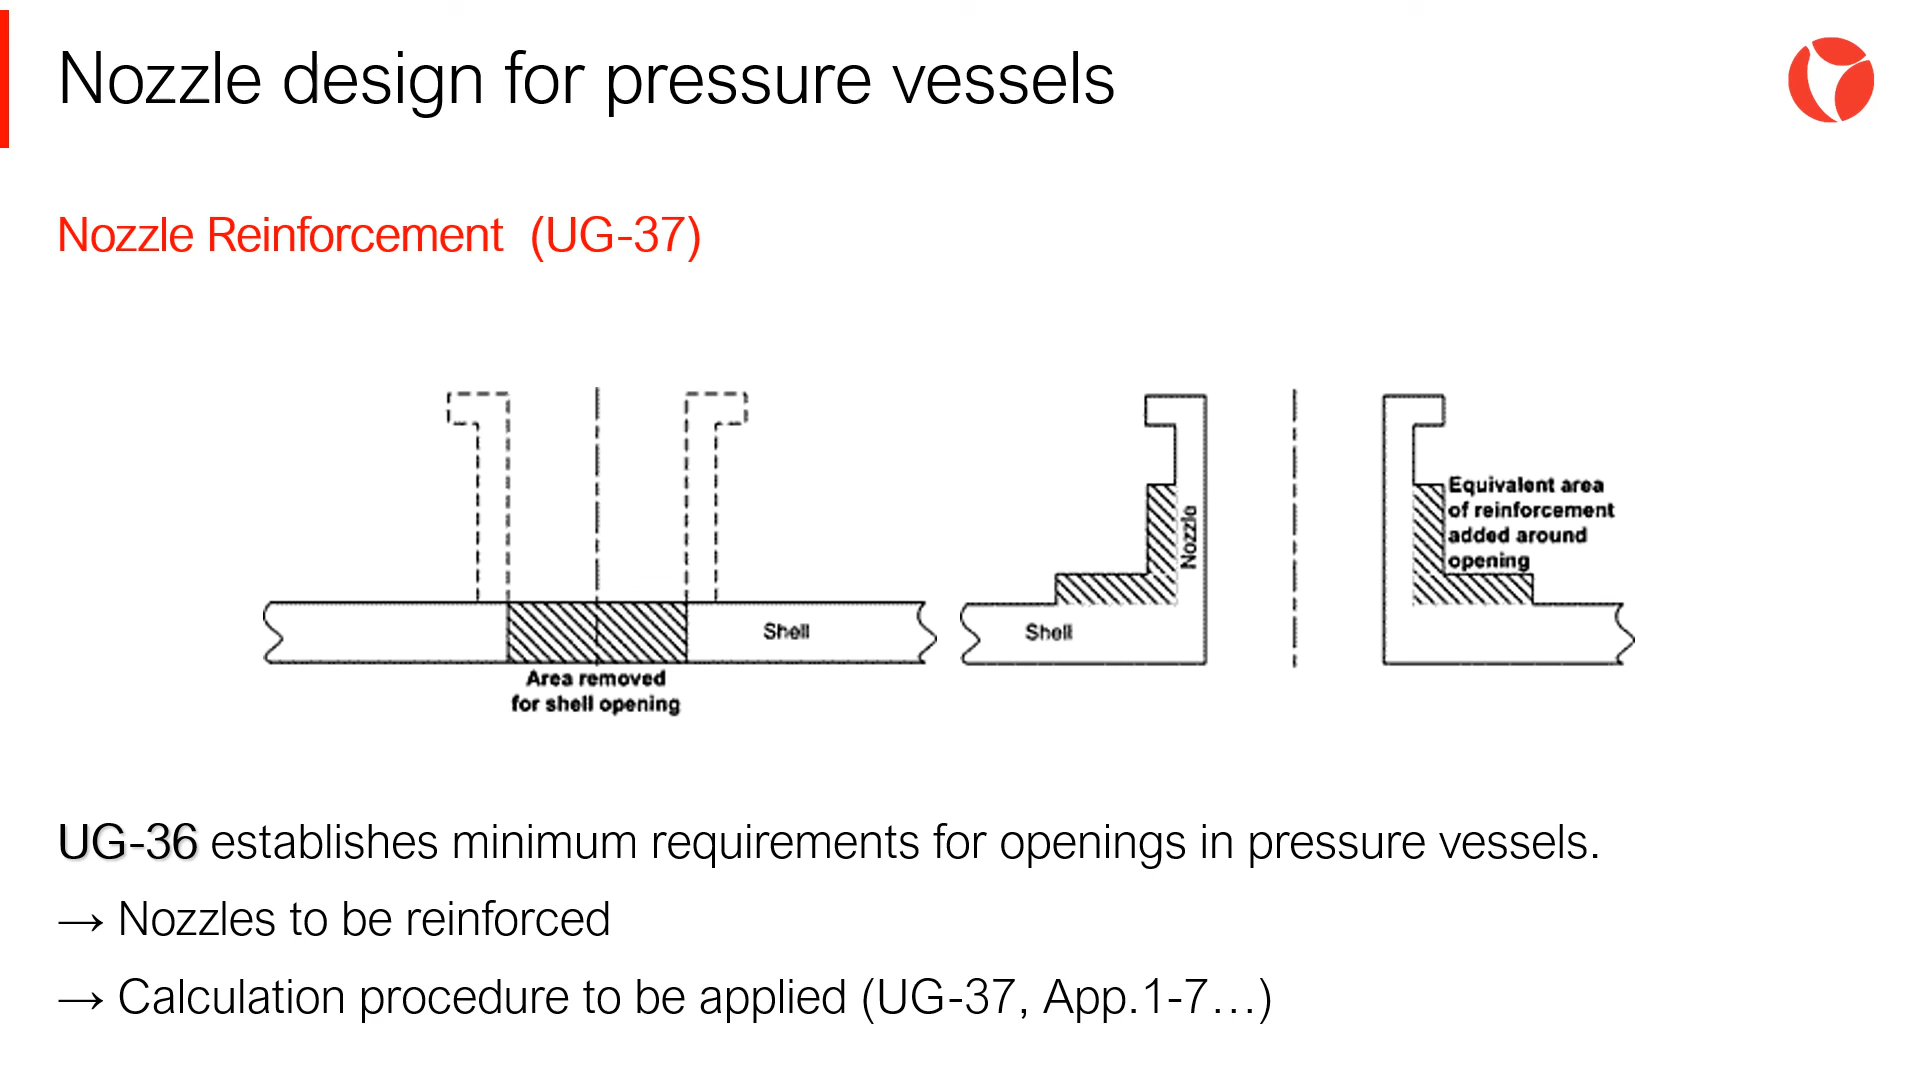 Nozzle design for pressure vessels
Nozzle Reinforcement (UG-37)
Shell
Area removed
for shell opening
Nozzle
Shell
Equivalent area
of reinforcement
added around
opening
UG-36 establishes minimum requirements for openings in pressure vessels.
→ Nozzles to be reinforced
→ Calculation procedure to be applied (UG-37, App.1-7…)